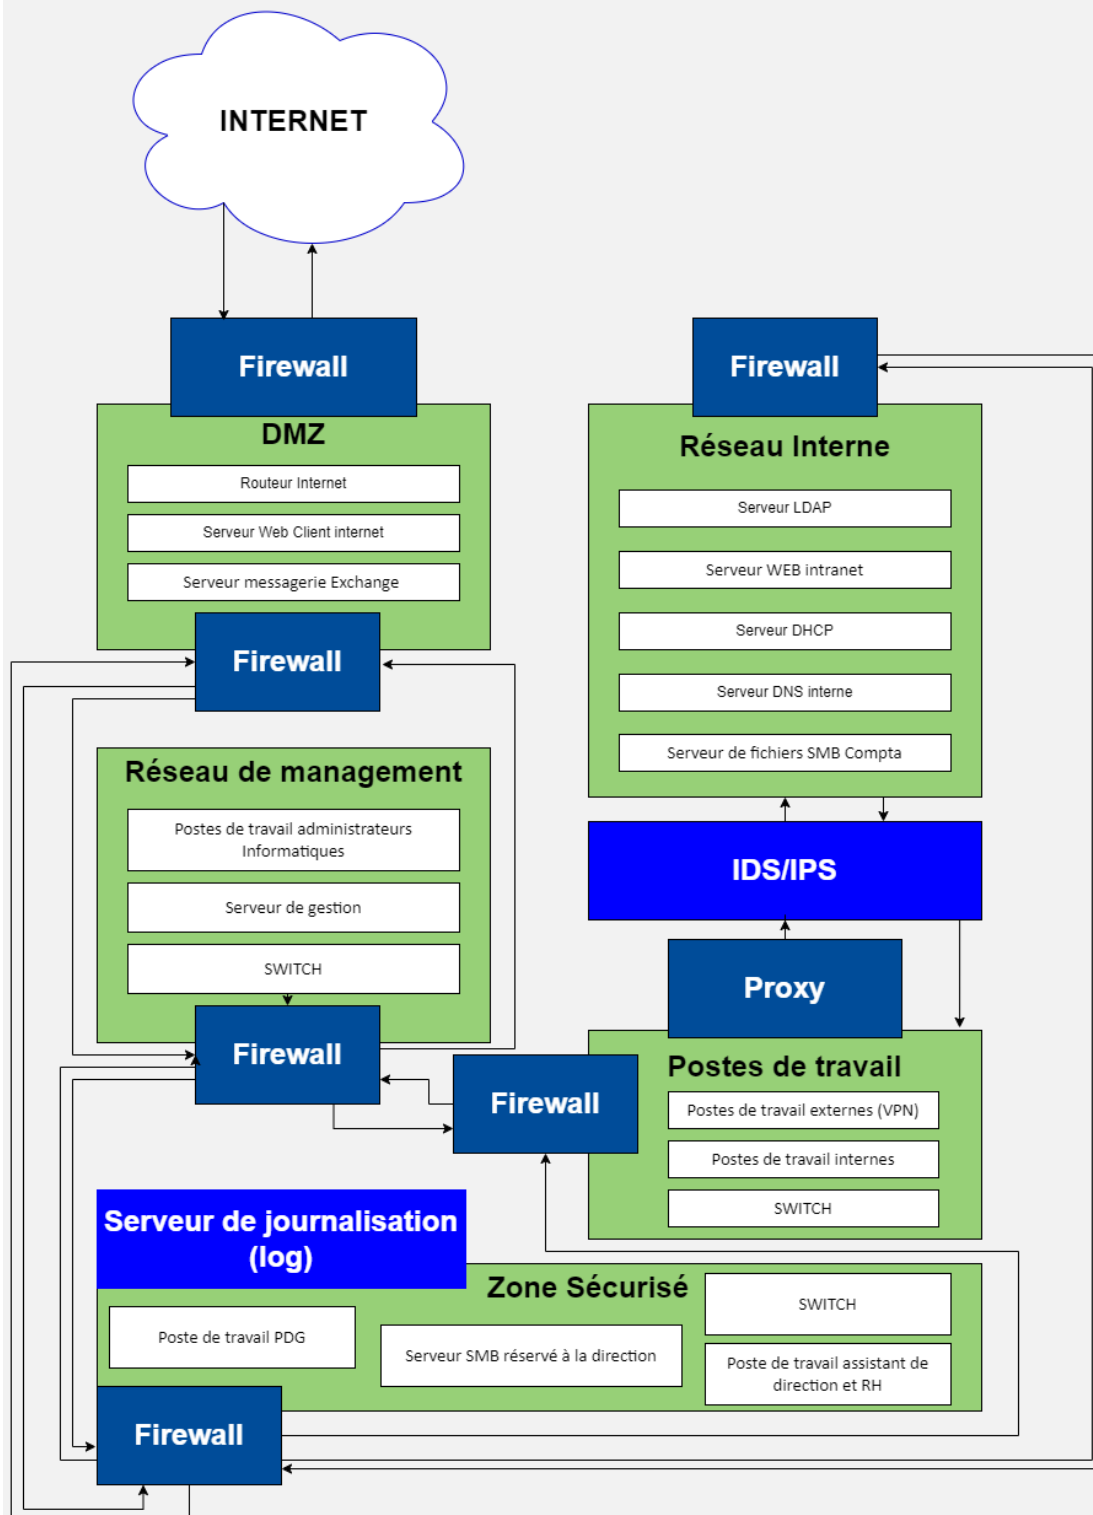 INTERNET
Firewall
DMZ
Routeur Internet
Serveur Web Client internet
Serveur messagerie Exchange
Firewall
Réseau de management
Postes de travail administrateurs
Informatiques
Serveur de gestion
SWITCH
Firewall
Firewall
Réseau Interne
Serveur LDAP
Serveur WEB intranet
Serveur DHCP
Serveur DNS interne
Serveur de fichiers SMB Compta
IDS/IPS
Proxy
Firewall
Postes de travail
Postes de travail externes (VPN)
Postes de travail internes
SWITCH
Serveur de journalisation
(log)
Zone Sécurisé
Poste de travail PDG
Serveur SMB réservé à la direction
SWITCH
Poste de travail assistant de
direction et RH
Firewall